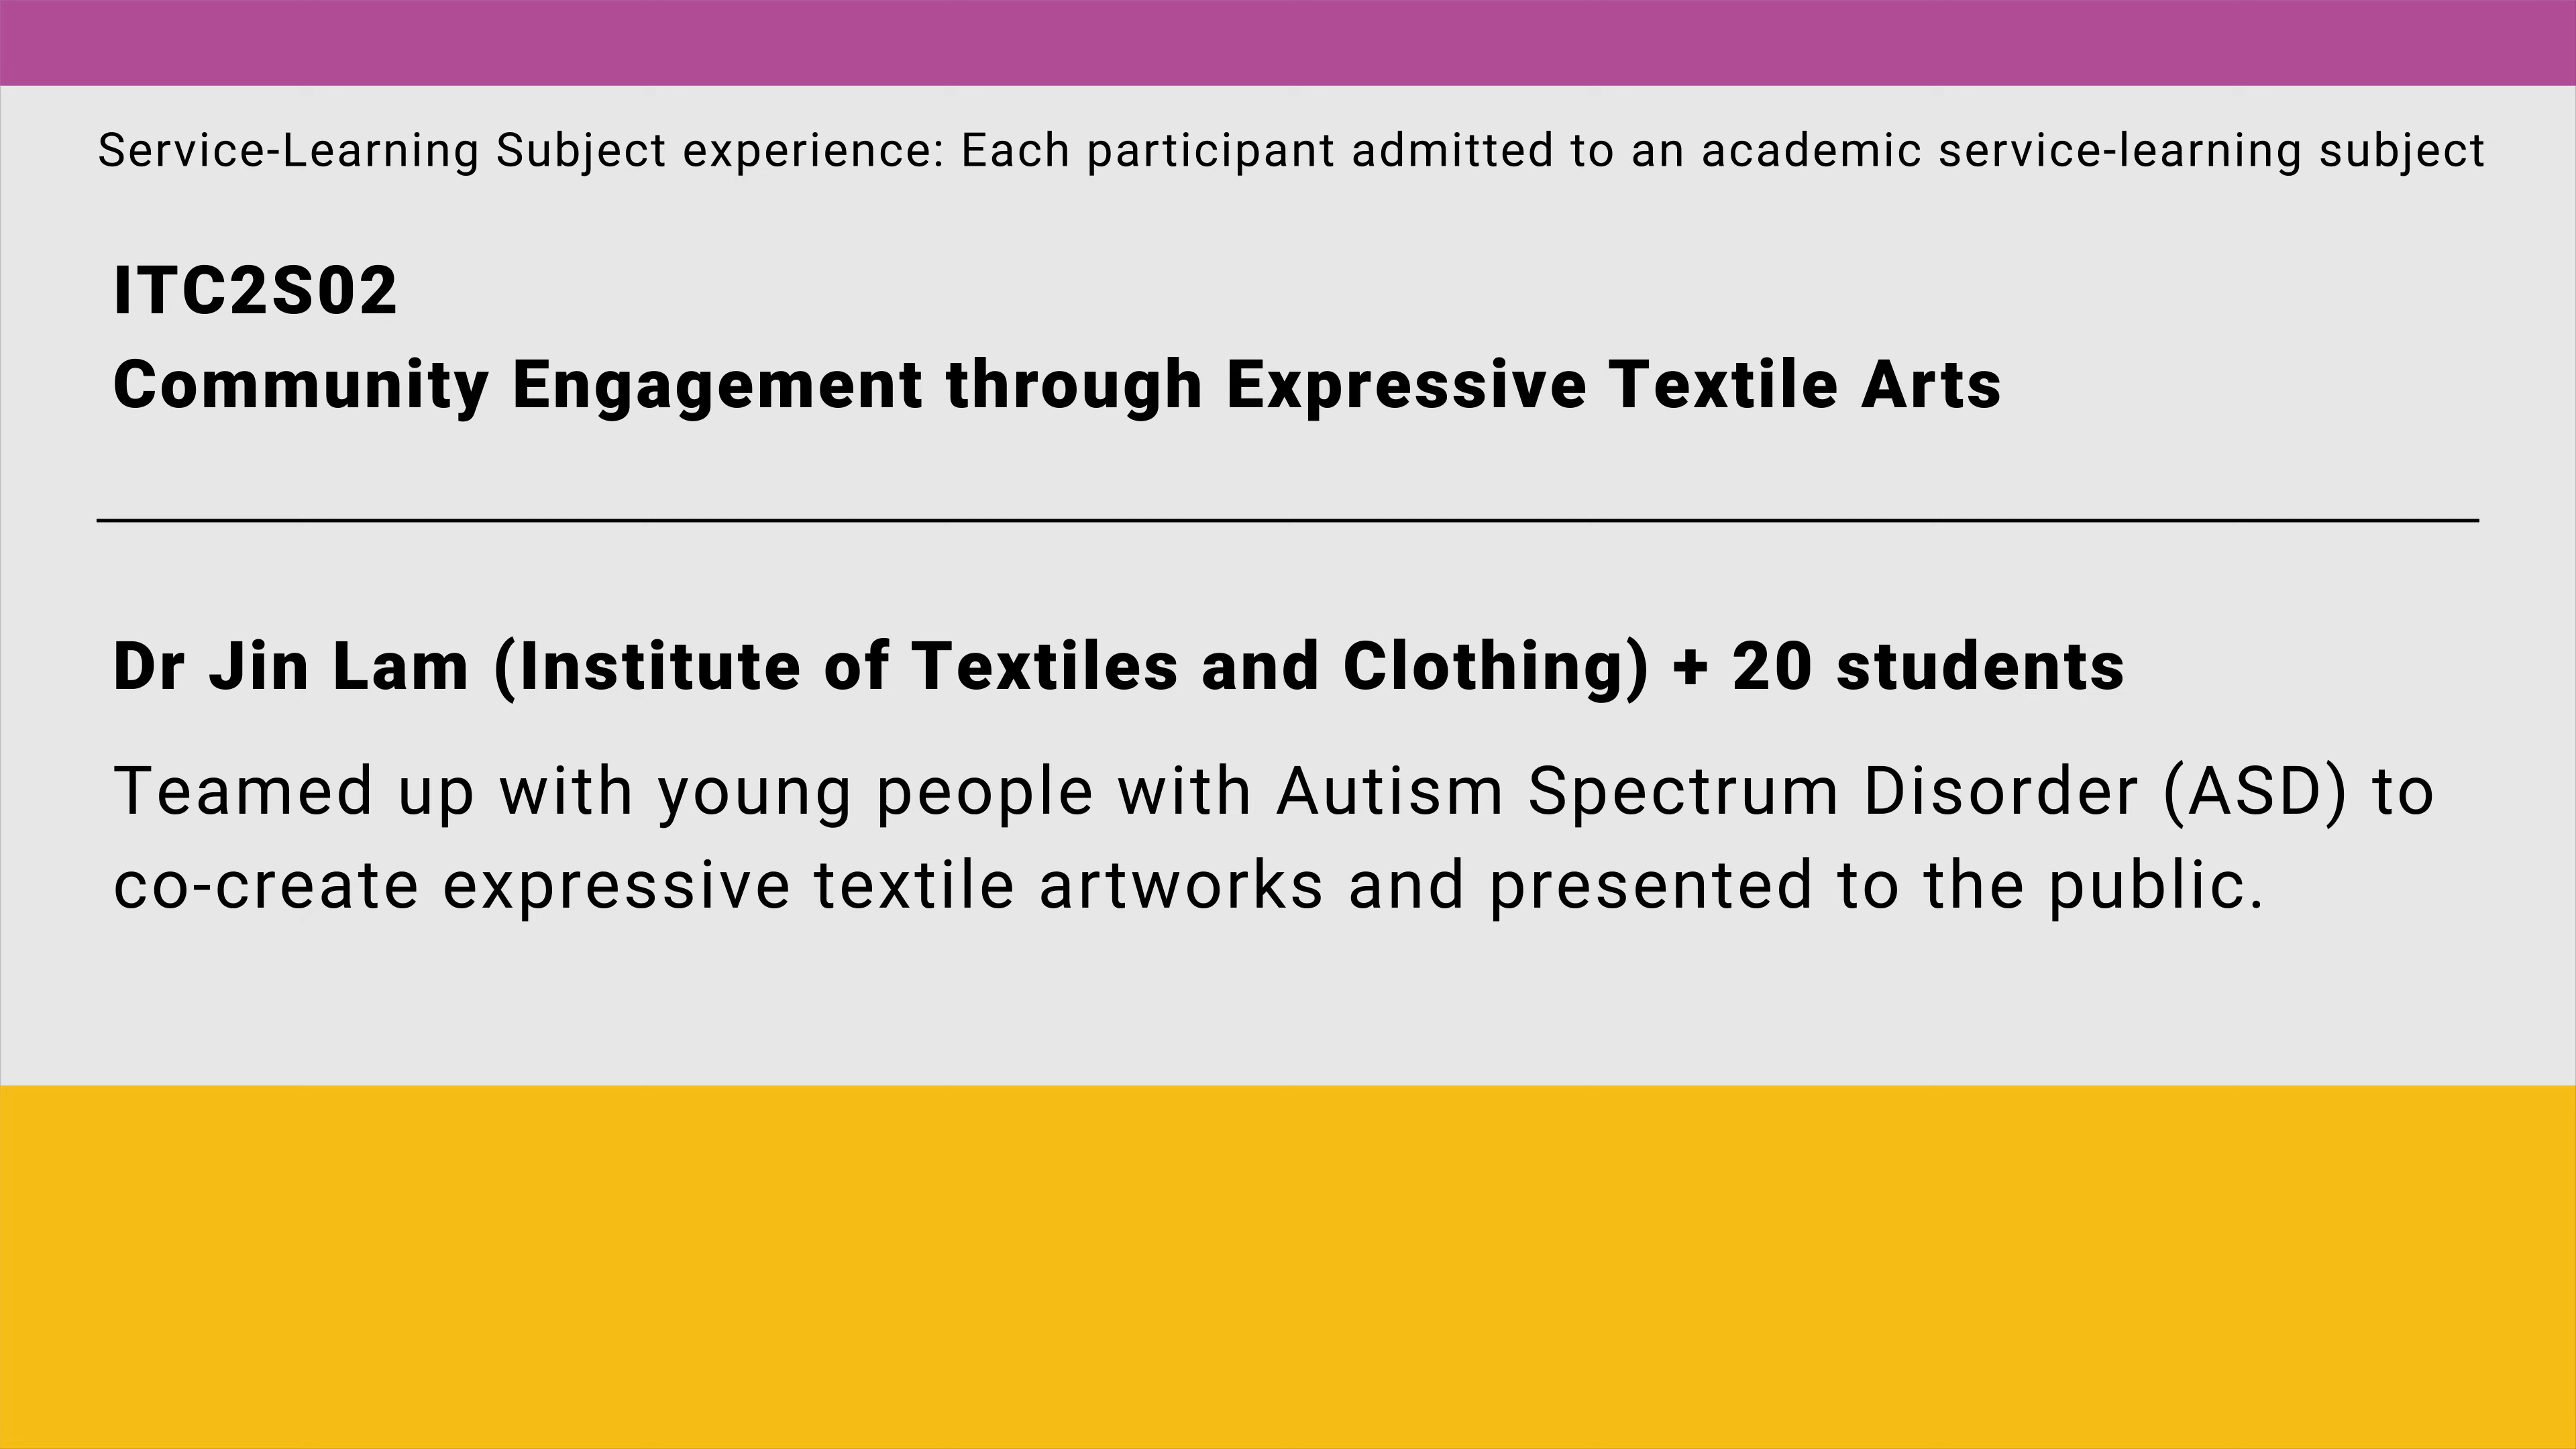 Service-Learning Subject experience: Each participant admitted to an academic service-learning subject
ITC2S02
Community Engagement through Expressive Textile Arts
Dr Jin Lam (Institute of Textiles and Clothing) + 20 students
Teamed up with young people with Autism Spectrum Disorder (ASD) to
co-create expressive textile artworks and presented to the public.